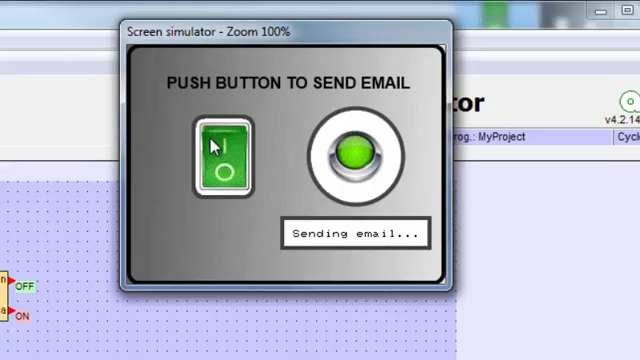 Screen simulator - Zoom 100%
PUSH BUTTON TO SEND EMAIL
Sending email...
v4.2.14
rog.: MyProject
Cycl
OFF
ON